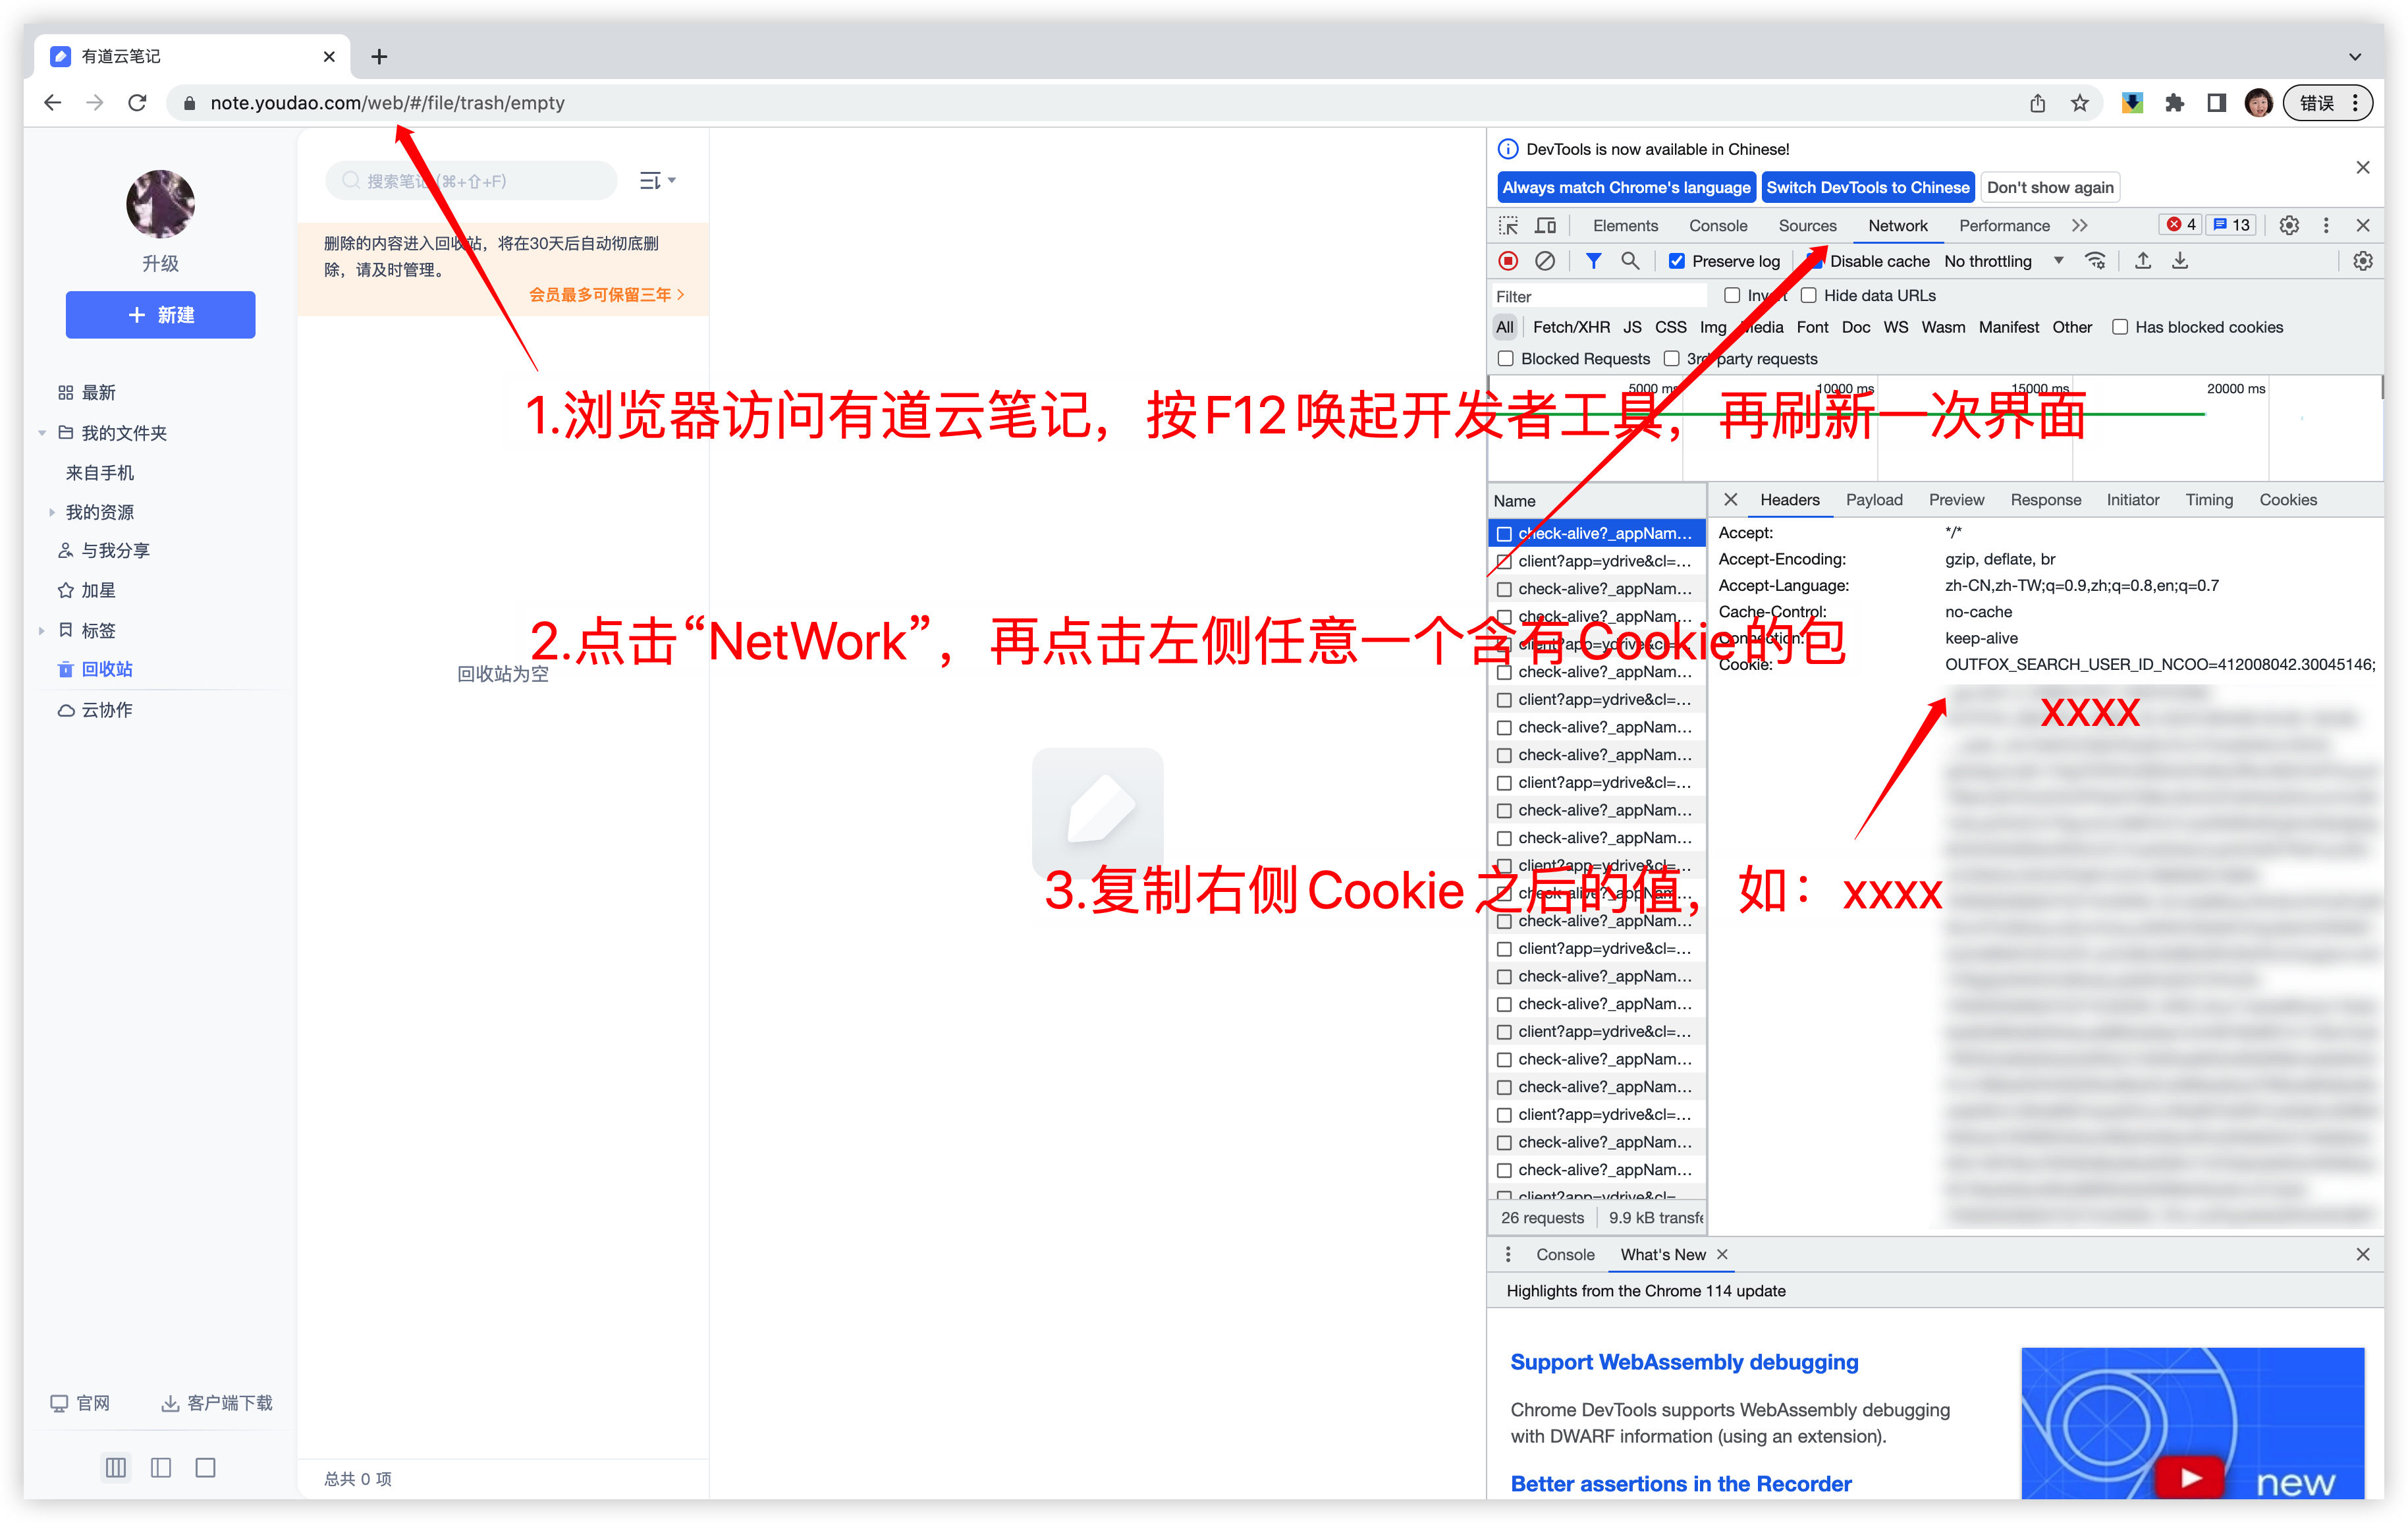 有道云笔记
note.youdao.com/web/#/file/trash/empty
错误
升级
+ 新建
最新
我的文件夹
来自手机
我的资源
与我分享
加星
标签
回收站
云协作
官网
客户端下载
搜索笔记(⌘+⇧+F)
删除的内容进入回收站，将在30天后自动彻底删
除，请及时管理。
会员最多可保留三年 >
回收站为空
总共 0 项
1.浏览器访问有道云笔记，按F12唤起开发者工具，再刷新一次界面
2.点击“NetWork”，再点击左侧任意一个含有Cookie的包
3.复制右侧Cookie之后的值，如：xxxx
xxxx
DevTools is now available in Chinese!
Always match Chrome's language
Switch DevTools to Chinese
Don't show again
Elements
Console
Sources
Network
Performance
4
13
Preserve log
Disable cache
No throttling
Filter
Invert
Hide data URLs
All
Fetch/XHR
JS
CSS
Img
Media
Font
Doc
WS
Wasm
Manifest
Other
Has blocked cookies
Blocked Requests
3rd-party requests
5000 ms
10000 ms
15000 ms
20000 ms
Name
check-alive?_appNam...
client?app=ydrive&cl=...
check-alive?_appNam...
check-alive?_appNam...
client?app=ydrive&cl=...
check-alive?_appNam...
client?app=ydrive&cl=...
check-alive?_appNam...
check-alive?_appNam...
client?app=ydrive&cl=...
check-alive?_appNam...
check-alive?_appNam...
client?app=ydrive&cl=...
check-alive?_appNam...
check-alive?_appNam...
client?app=ydrive&cl=...
check-alive?_appNam...
check-alive?_appNam...
client?app=ydrive&cl=...
check-alive?_appNam...
check-alive?_appNam...
client?app=ydrive&cl=...
check-alive?_appNam...
check-alive?_appNam...
client?app=ydrive&cl=
26 requests
9.9 kB transfe
Headers
Payload
Preview
Response
Initiator
Timing
Cookies
Accept: */*
Accept-Encoding: gzip, deflate, br
Accept-Language: zh-CN,zh-TW;q=0.9,zh;q=0.8,en;q=0.7
Cache-Control: no-cache
Connection: keep-alive
Cookie: OUTFOX_SEARCH_USER_ID_NCOO=412008042.30045146;
Console
What's New
Highlights from the Chrome 114 update
Support WebAssembly debugging
Chrome DevTools supports WebAssembly debugging
with DWARF information (using an extension).
Better assertions in the Recorder
new